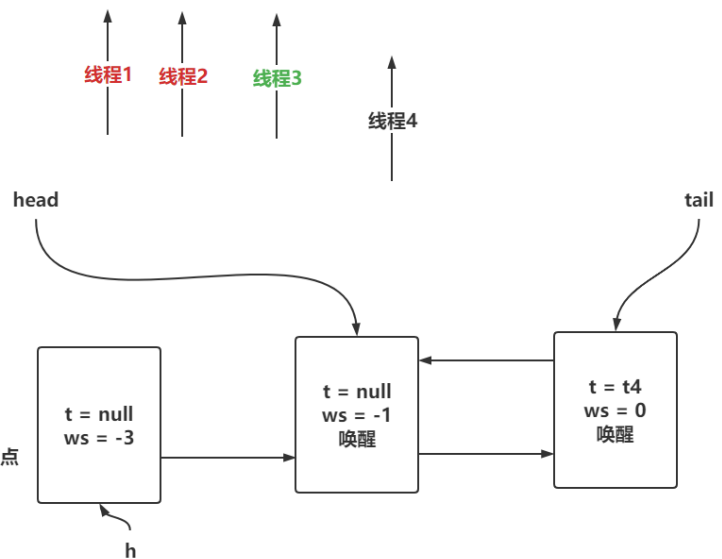 线程1
线程2
线程3
线程4
head
tail
t = null
ws = -3
t = null
ws = -1
唤醒
t = t4
ws = 0
唤醒
点
h